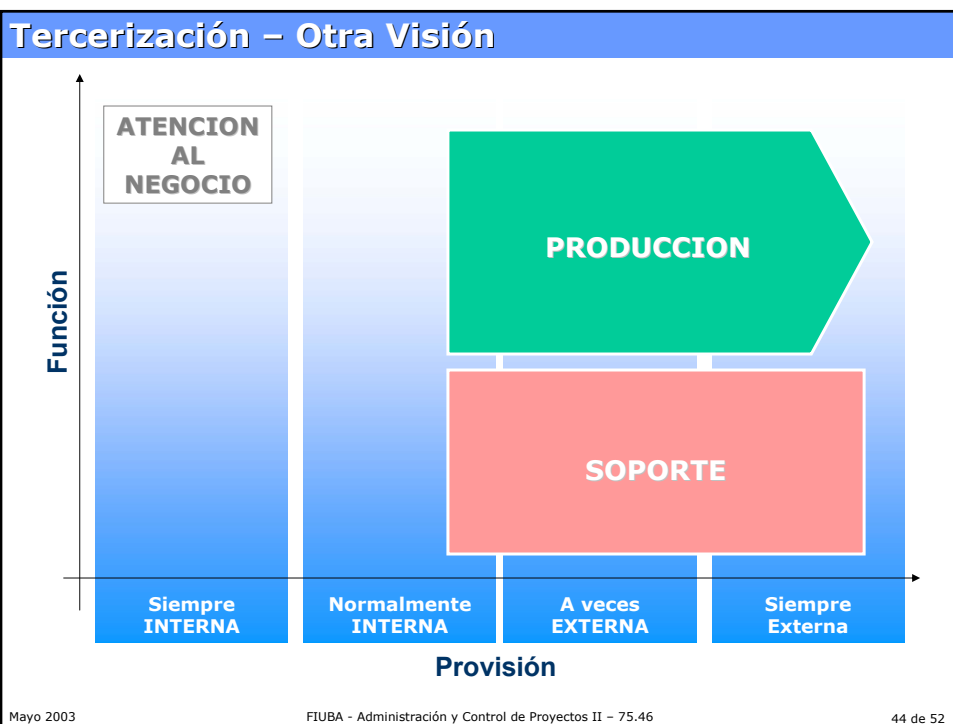 Tercerización – Otra Visión
ATENCION
AL
NEGOCIO
PRODUCCION
SOPORTE
Función
Siempre
INTERNA
Normalmente
INTERNA
A veces
EXTERNA
Siempre
Externa
Provisión
Mayo 2003
FIUBA - Administración y Control de Proyectos II – 75.46
44 de 52